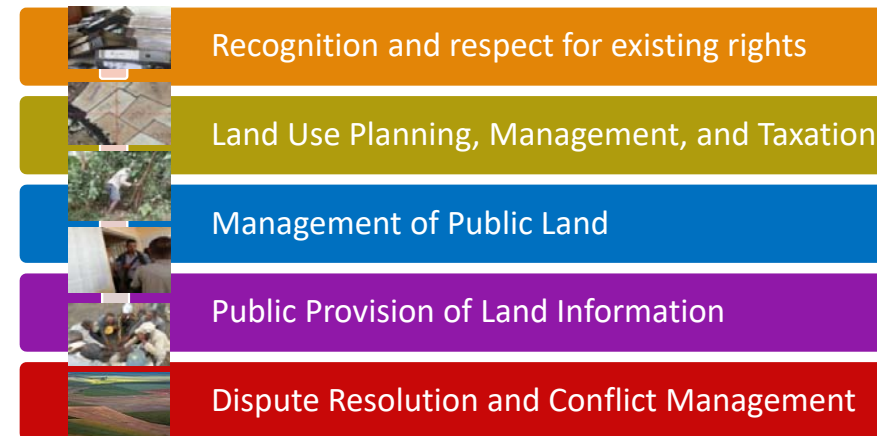 Recognition and respect for existing rights
Land Use Planning, Management, and Taxation
Management of Public Land
Public Provision of Land Information
Dispute Resolution and Conflict Management